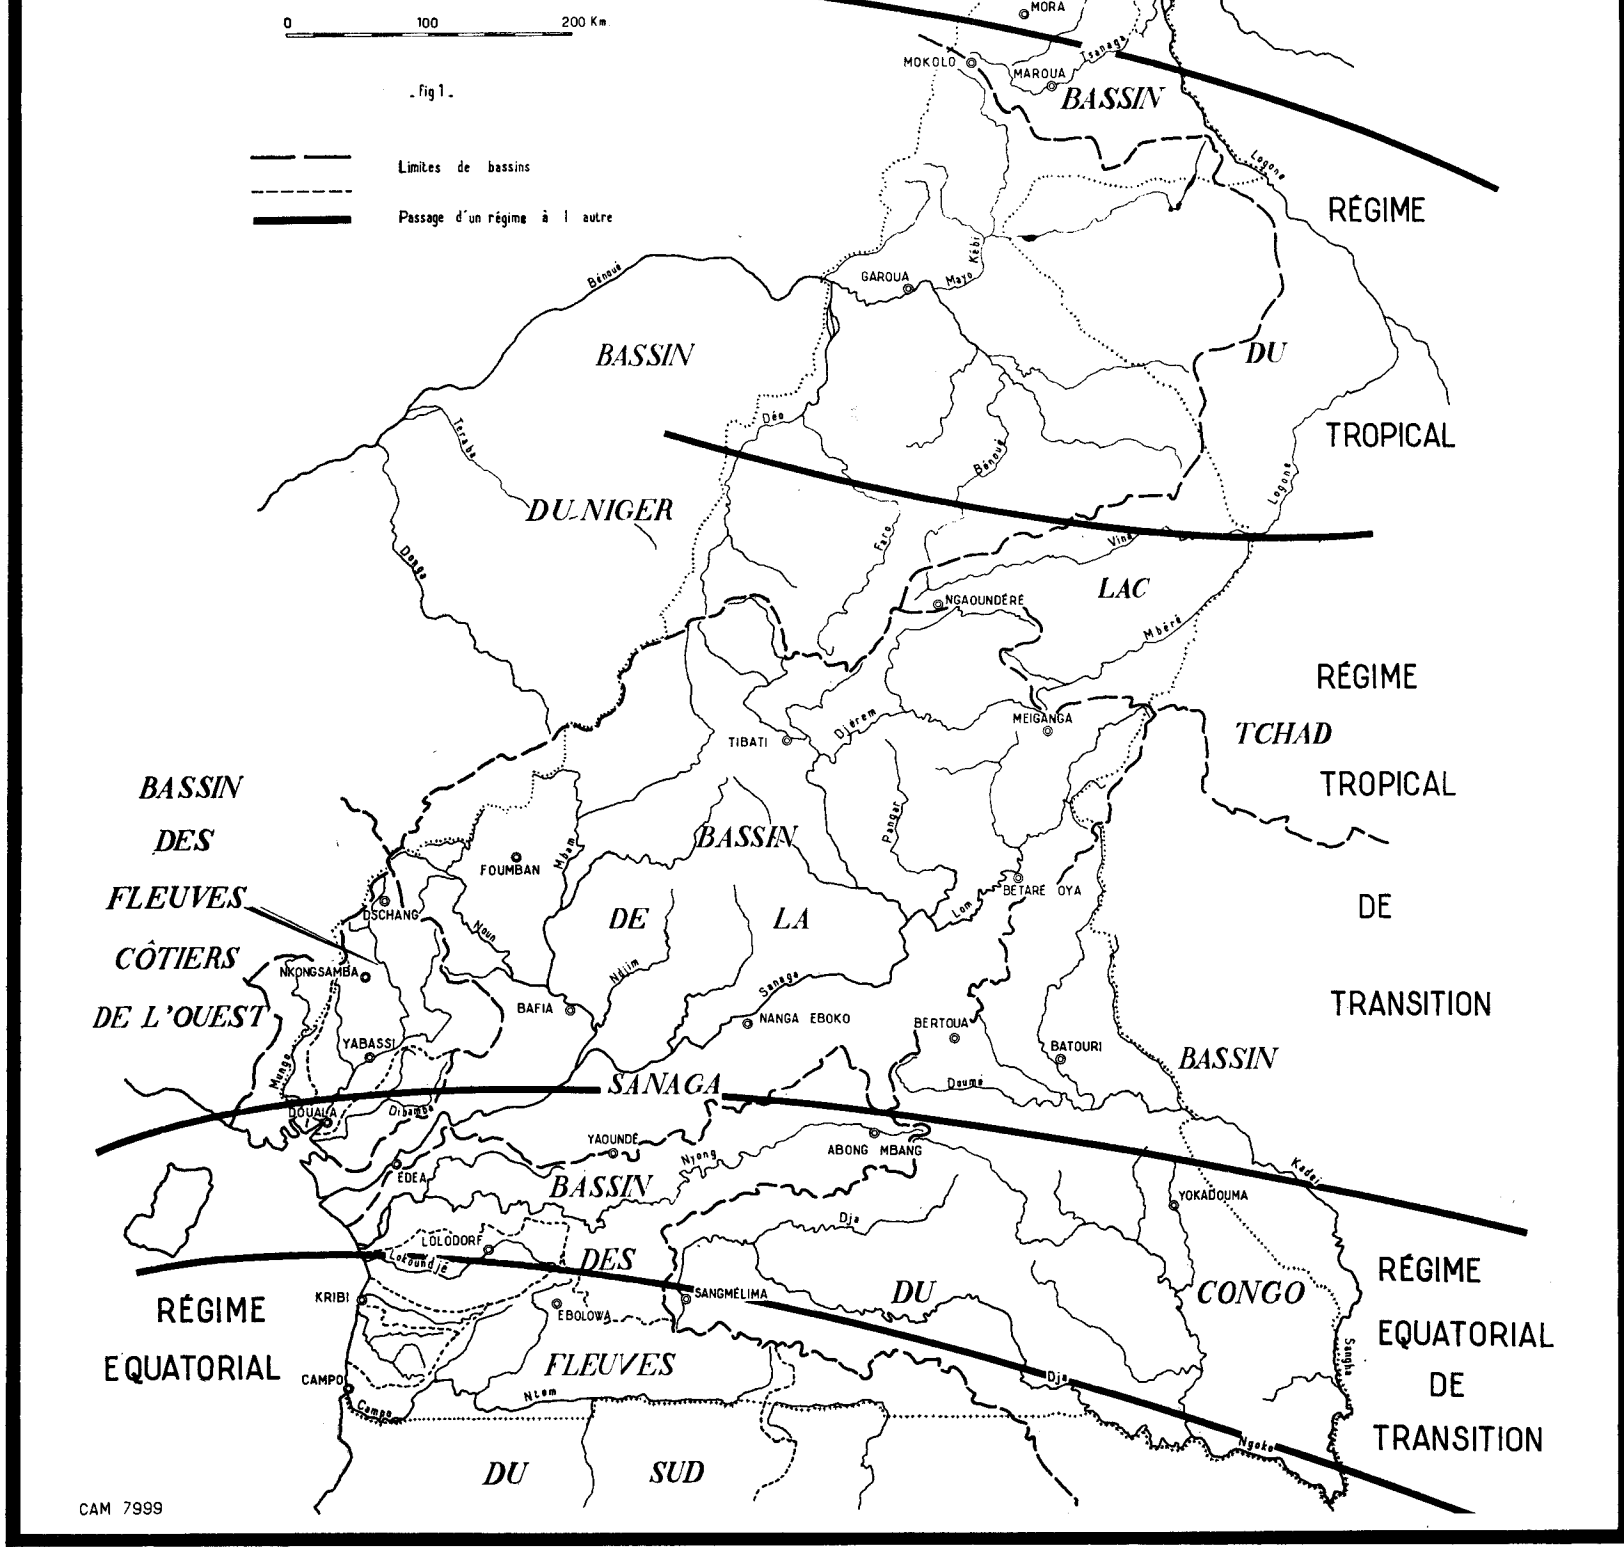 0 100 200 Km.
MORA
Tsanaga
MOKOLO
MAROUA
BASSIN
_ Fig 1 _
Limites de bassins
Passage d'un régime à l autre
Logone
RÉGIME
Bénoué
GAROUA
Mayo Kébi
BASSIN
DU
Déo
Taraba
Bénoué
TROPICAL
Logone
DU NIGER
Donga
Faro
Vina
LAC
NGAOUNDÉRÉ
Mbéré
RÉGIME
MEIGANGA
TCHAD
Djérem
TIBATI
TROPICAL
BASSIN
DES
FLEUVES
CÔTIERS
DE L'OUEST
BASSIN
DE LA
SANAGA
Pangar
Mbam
FOUMBAN
BÉTARÉ OYA
Lom
DE
DSCHANG
Noun
Ndjim
Sanaga
NKONGSAMBA
BAFIA
NANGA EBOKO
TRANSITION
BERTOUA
YABASSI
BATOURI
BASSIN
Mungo
Doumé
DOUALA
Dibamba
YAOUNDÉ
Nyong
ABONG MBANG
Kadei
EDEA
BASSIN
YOKADOUMA
Dja
LOLODORF
Lokoundjé
DES
RÉGIME
SANGMÉLIMA
DU
CONGO
KRIBI
RÉGIME
EBOLOWA
EQUATORIAL
EQUATORIAL
FLEUVES
Sangha
CAMPO
Ntem
Dja
DE
Campo
TRANSITION
Ngoko
DU
SUD
CAM 7999